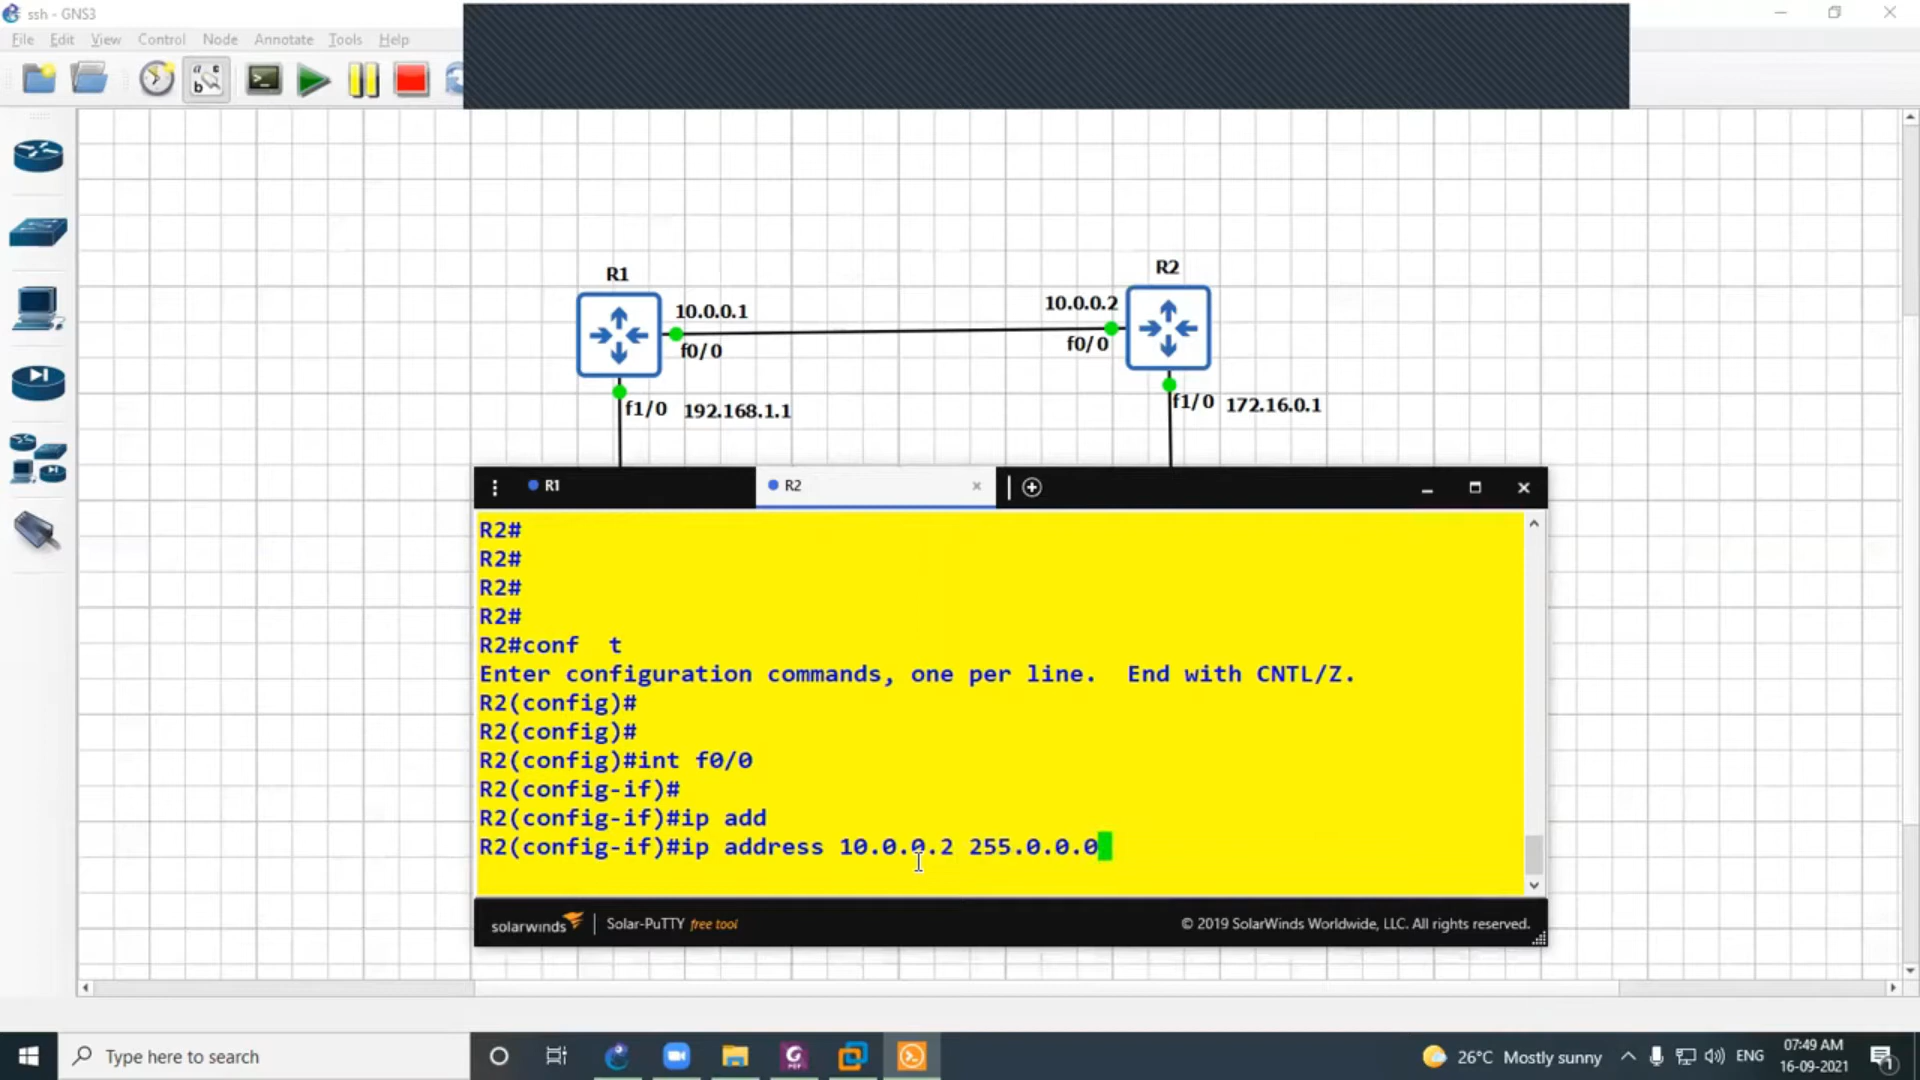 ssh - GNS3
File Edit View Control Node Annotate Tools Help
R1
R2
10.0.0.1
10.0.0.2
f0/0
f0/0
f1/0 192.168.1.1
f1/0 172.16.0.1
R1
R2
R2#
R2#
R2#
R2#
R2#conf  t
Enter configuration commands, one per line.  End with CNTL/Z.
R2(config)#
R2(config)#
R2(config)#int f0/0
R2(config-if)#
R2(config-if)#ip add
R2(config-if)#ip address 10.0.0.2 255.0.0.0
solarwinds Solar-PuTTY free tool
© 2019 SolarWinds Worldwide, LLC. All rights reserved.
Type here to search
26°C Mostly sunny
ENG
07:49 AM
16-09-2021